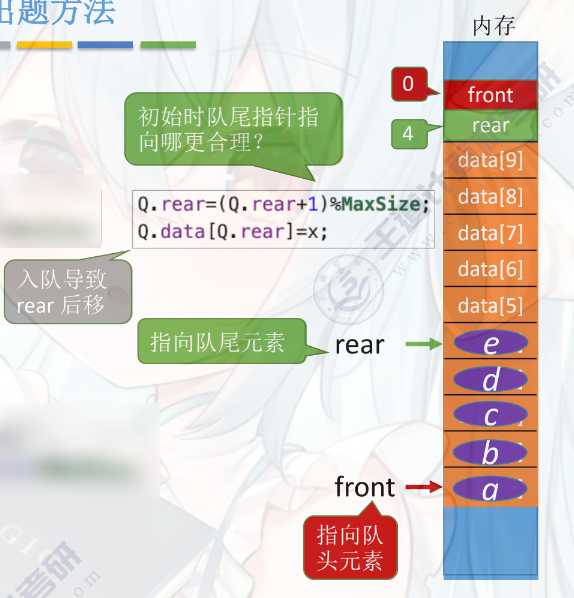 出题方法
内存
0
front
4
rear
初始时队尾指针指
向哪更合理？
data[9]
data[8]
Q.rear=(Q.rear+1)%MaxSize;
Q.data[Q.rear]=x;
data[7]
data[6]
入队导致
rear 后移
data[5]
指向队尾元素
rear
e
d
c
b
front
a
指向队
头元素